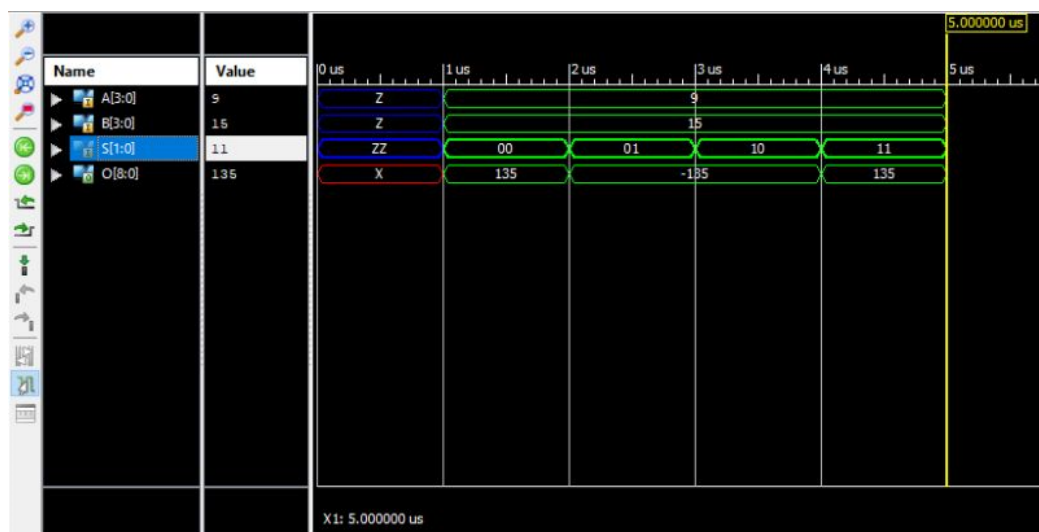 5.000000 us
Name Value 0 us 1 us 2 us 3 us 4 us 5 us
A[3:0] 9 Z 9
B[3:0] 15 Z 15
S[1:0] 11 ZZ 00 01 10 11
O[8:0] 135 X 135 -135 135
X1: 5.000000 us